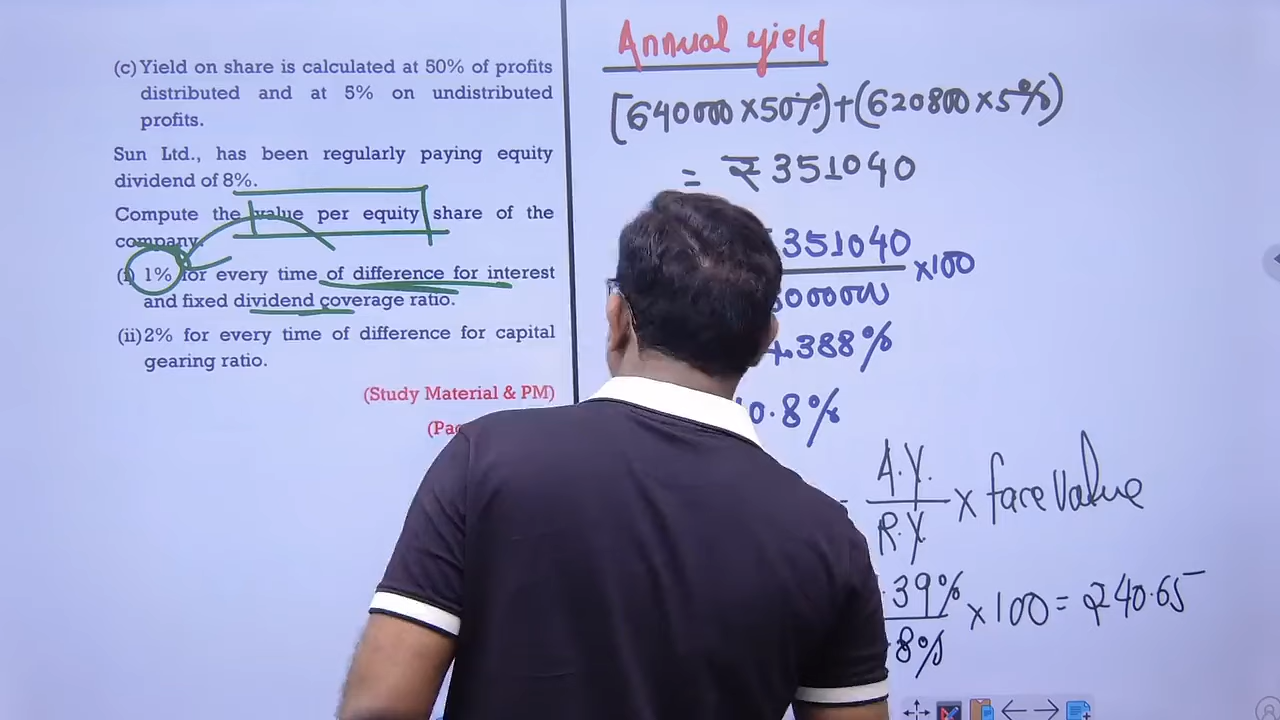 (c) Yield on share is calculated at 50% of profits
distributed and at 5% on undistributed
profits.
Sun Ltd., has been regularly paying equity
dividend of 8%.
Compute the value per equity share of the
company.
(i) 1% for every time of difference for interest
and fixed dividend coverage ratio.
(ii) 2% for every time of difference for capital
gearing ratio.
(Study Material & PM)
Annual yield
[640000 × 50%) + (620800 × 5%)
= ₹351040
351040
× 100
388%
0.8%
= A.Y.
R.Y. × face value
.39%
8% × 100 = ₹40.65